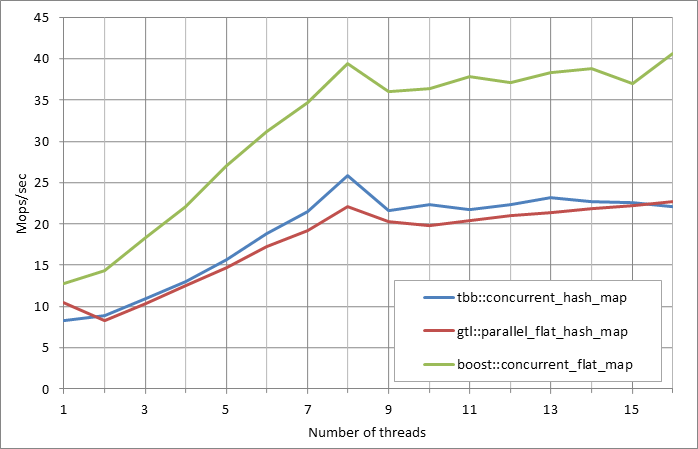 45
40
35
30
25
20
15
10
5
0
Mops/sec
tbb::concurrent_hash_map
gtl::parallel_flat_hash_map
boost::concurrent_flat_map
1 3 5 7 9 11 13 15
Number of threads